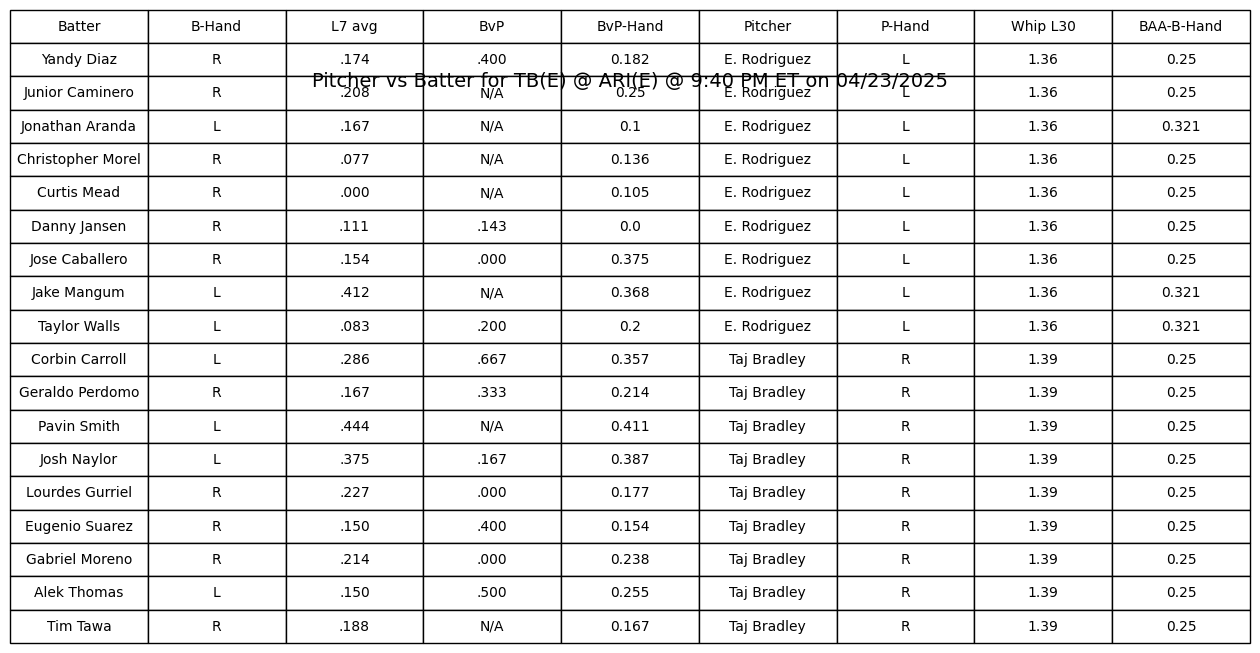 Batter B-Hand L7 avg BvP BvP-Hand Pitcher P-Hand Whip L30 BAA-B-Hand
Yandy Diaz R .174 .400 0.182 E. Rodriguez L 1.36 0.25
Pitcher vs Batter for TB(E) @ ARI(E) @ 9:40 PM ET on 04/23/2025
Junior Caminero R .208 N/A 0.25 E. Rodriguez L 1.36 0.25
Jonathan Aranda L .167 N/A 0.1 E. Rodriguez L 1.36 0.321
Christopher Morel R .077 N/A 0.136 E. Rodriguez L 1.36 0.25
Curtis Mead R .000 N/A 0.105 E. Rodriguez L 1.36 0.25
Danny Jansen R .111 .143 0.0 E. Rodriguez L 1.36 0.25
Jose Caballero R .154 .000 0.375 E. Rodriguez L 1.36 0.25
Jake Mangum L .412 N/A 0.368 E. Rodriguez L 1.36 0.321
Taylor Walls L .083 .200 0.2 E. Rodriguez L 1.36 0.321
Corbin Carroll L .286 .667 0.357 Taj Bradley R 1.39 0.25
Geraldo Perdomo R .167 .333 0.214 Taj Bradley R 1.39 0.25
Pavin Smith L .444 N/A 0.411 Taj Bradley R 1.39 0.25
Josh Naylor L .375 .167 0.387 Taj Bradley R 1.39 0.25
Lourdes Gurriel R .227 .000 0.177 Taj Bradley R 1.39 0.25
Eugenio Suarez R .150 .400 0.154 Taj Bradley R 1.39 0.25
Gabriel Moreno R .214 .000 0.238 Taj Bradley R 1.39 0.25
Alek Thomas L .150 .500 0.255 Taj Bradley R 1.39 0.25
Tim Tawa R .188 N/A 0.167 Taj Bradley R 1.39 0.25